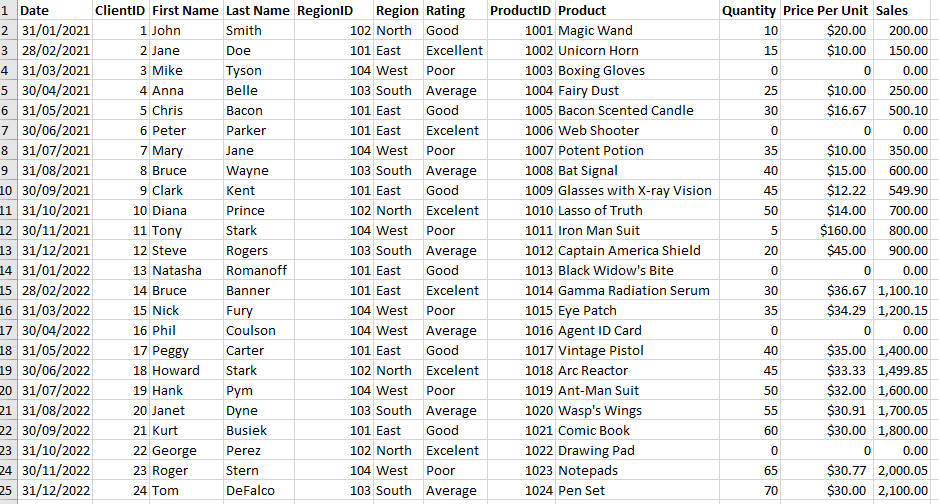 1 Date ClientID First Name Last Name RegionID Region Rating ProductID Product Quantity Price Per Unit Sales
2 31/01/2021 1 John Smith 102 North Good 1001 Magic Wand 10 $20.00 200.00
3 28/02/2021 2 Jane Doe 101 East Excellent 1002 Unicorn Horn 15 $10.00 150.00
4 31/03/2021 3 Mike Tyson 104 West Poor 1003 Boxing Gloves 0 0 0.00
5 30/04/2021 4 Anna Belle 103 South Average 1004 Fairy Dust 25 $10.00 250.00
6 31/05/2021 5 Chris Bacon 101 East Good 1005 Bacon Scented Candle 30 $16.67 500.10
7 30/06/2021 6 Peter Parker 101 East Excelent 1006 Web Shooter 0 0 0.00
8 31/07/2021 7 Mary Jane 104 West Poor 1007 Potent Potion 35 $10.00 350.00
9 31/08/2021 8 Bruce Wayne 103 South Average 1008 Bat Signal 40 $15.00 600.00
10 30/09/2021 9 Clark Kent 101 East Good 1009 Glasses with X-ray Vision 45 $12.22 549.90
11 31/10/2021 10 Diana Prince 102 North Excelent 1010 Lasso of Truth 50 $14.00 700.00
12 30/11/2021 11 Tony Stark 104 West Poor 1011 Iron Man Suit 5 $160.00 800.00
13 31/12/2021 12 Steve Rogers 103 South Average 1012 Captain America Shield 20 $45.00 900.00
14 31/01/2022 13 Natasha Romanoff 101 East Good 1013 Black Widow's Bite 0 0 0.00
15 28/02/2022 14 Bruce Banner 101 East Excelent 1014 Gamma Radiation Serum 30 $36.67 1,100.10
16 31/03/2022 15 Nick Fury 104 West Poor 1015 Eye Patch 35 $34.29 1,200.15
17 30/04/2022 16 Phil Coulson 104 West Average 1016 Agent ID Card 0 0 0.00
18 31/05/2022 17 Peggy Carter 101 East Good 1017 Vintage Pistol 40 $35.00 1,400.00
19 30/06/2022 18 Howard Stark 102 North Excelent 1018 Arc Reactor 45 $33.33 1,499.85
20 31/07/2022 19 Hank Pym 104 West Poor 1019 Ant-Man Suit 50 $32.00 1,600.00
21 31/08/2022 20 Janet Dyne 103 South Average 1020 Wasp's Wings 55 $30.91 1,700.05
22 30/09/2022 21 Kurt Busiek 101 East Good 1021 Comic Book 60 $30.00 1,800.00
23 31/10/2022 22 George Perez 102 North Excelent 1022 Drawing Pad 0 0 0.00
24 30/11/2022 23 Roger Stern 104 West Poor 1023 Notepads 65 $30.77 2,000.05
25 31/12/2022 24 Tom DeFalco 103 South Average 1024 Pen Set 70 $30.00 2,100.00